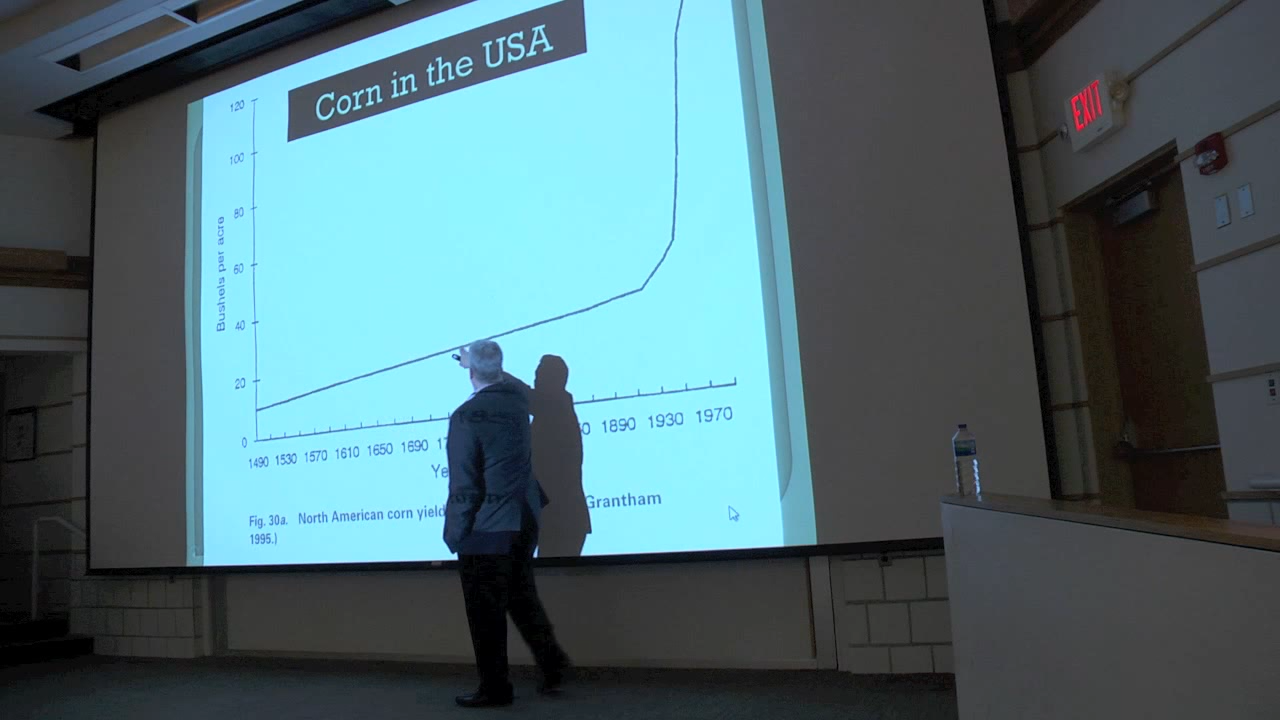 Corn in the USA
120
100
80
60
40
20
0
Bushels per acre
1490 1530 1570 1610 1650 1690 1890 1930 1970
Fig. 30a. North American corn yield Grantham
1995.)
EXIT